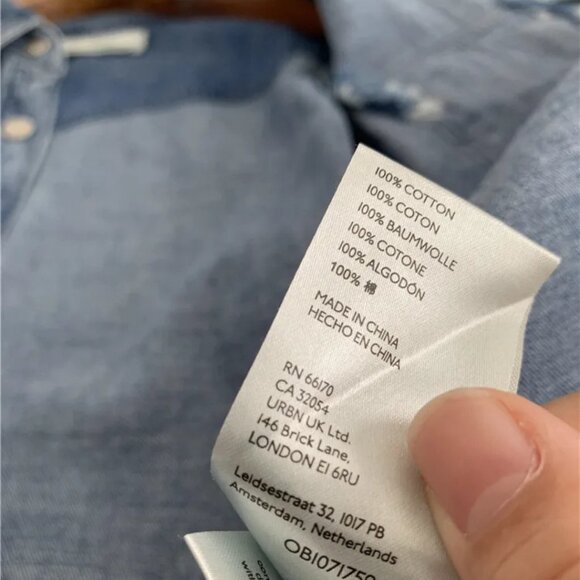 100% COTTON
100% COTON
100% BAUMWOLLE
100% COTONE
100% ALGODÓN
100% 棉
MADE IN CHINA
HECHO EN CHINA
RN 66170
CA 32054
URBN UK Ltd.
146 Brick Lane,
LONDON E1 6RU
Leidsestraat 32, 1017 PB
Amsterdam, Netherlands